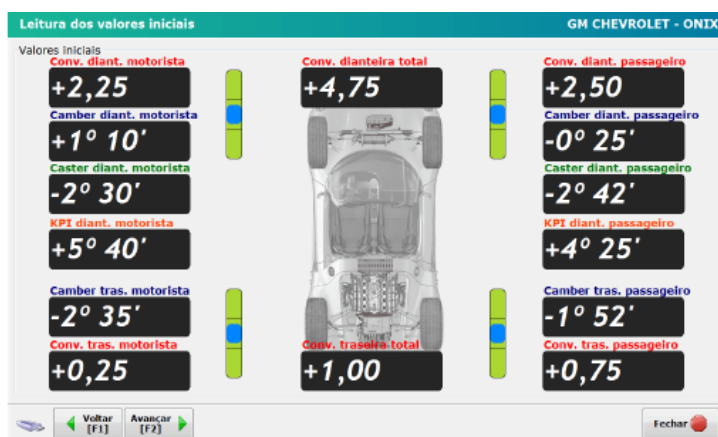 Leitura dos valores iniciais GM CHEVROLET - ONIX
Valores iniciais
Conv. diant. motorista Conv. dianteira total Conv. diant. passageiro
+2,25 +4,75 +2,50
Camber diant. motorista Camber diant. passageiro
+1º 10' -0º 25'
Caster diant. motorista Caster diant. passageiro
-2º 30' -2º 42'
KPI diant. motorista KPI diant. passageiro
+5º 40' +4º 25'
Camber tras. motorista Camber tras. passageiro
-2º 35' -1º 52'
Conv. tras. motorista Conv. traseira total Conv. tras. passageiro
+0,25 +1,00 +0,75
Voltar Avançar Fechar
[F1] [F2]